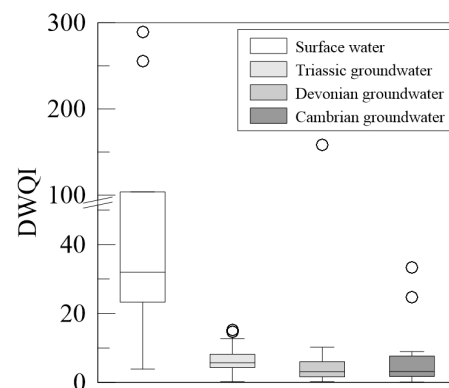 300
200
100
40
20
0
DWQI
Surface water
Triassic groundwater
Devonian groundwater
Cambrian groundwater